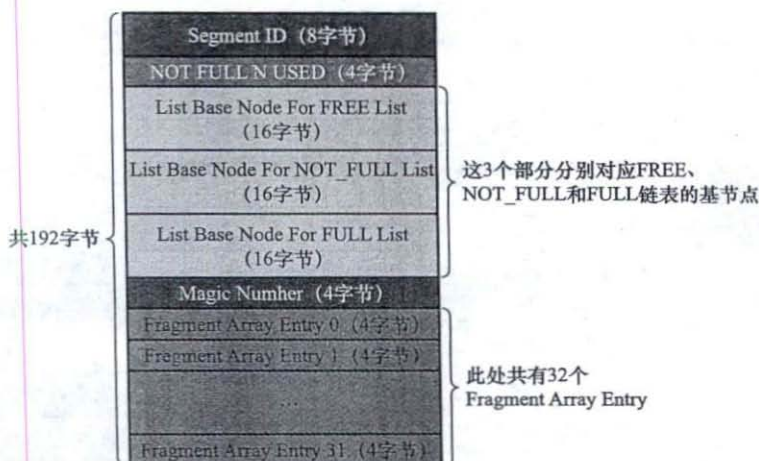 Segment ID（8字节）
NOT FULL N USED（4字节）
List Base Node For FREE List
（16字节）
List Base Node For NOT_FULL List
（16字节）
List Base Node For FULL List
（16字节）
这3个部分分别对应FREE、
NOT_FULL和FULL链表的基节点
共192字节
Magic Number（4字节）
Fragment Array Entry 0（4字节）
Fregment Array Entry 1（4字节）
…
Fragment Array Entry 31（4字节）
此处共有32个
Fragment Array Entry